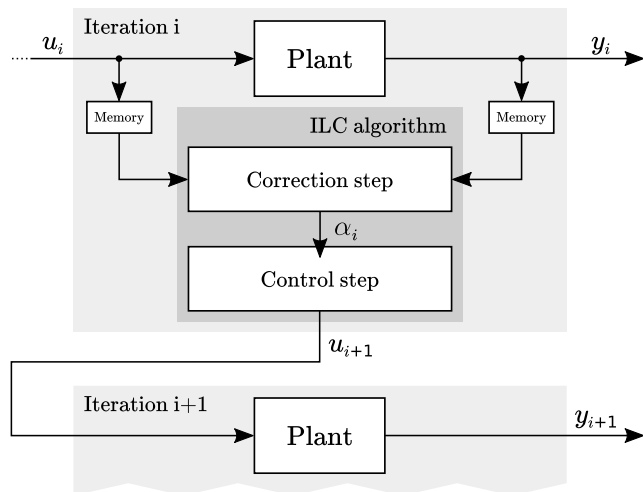 Iteration i
u_i
Plant
y_i
Memory
Memory
ILC algorithm
Correction step
α_i
Control step
u_{i+1}
Iteration i+1
Plant
y_{i+1}